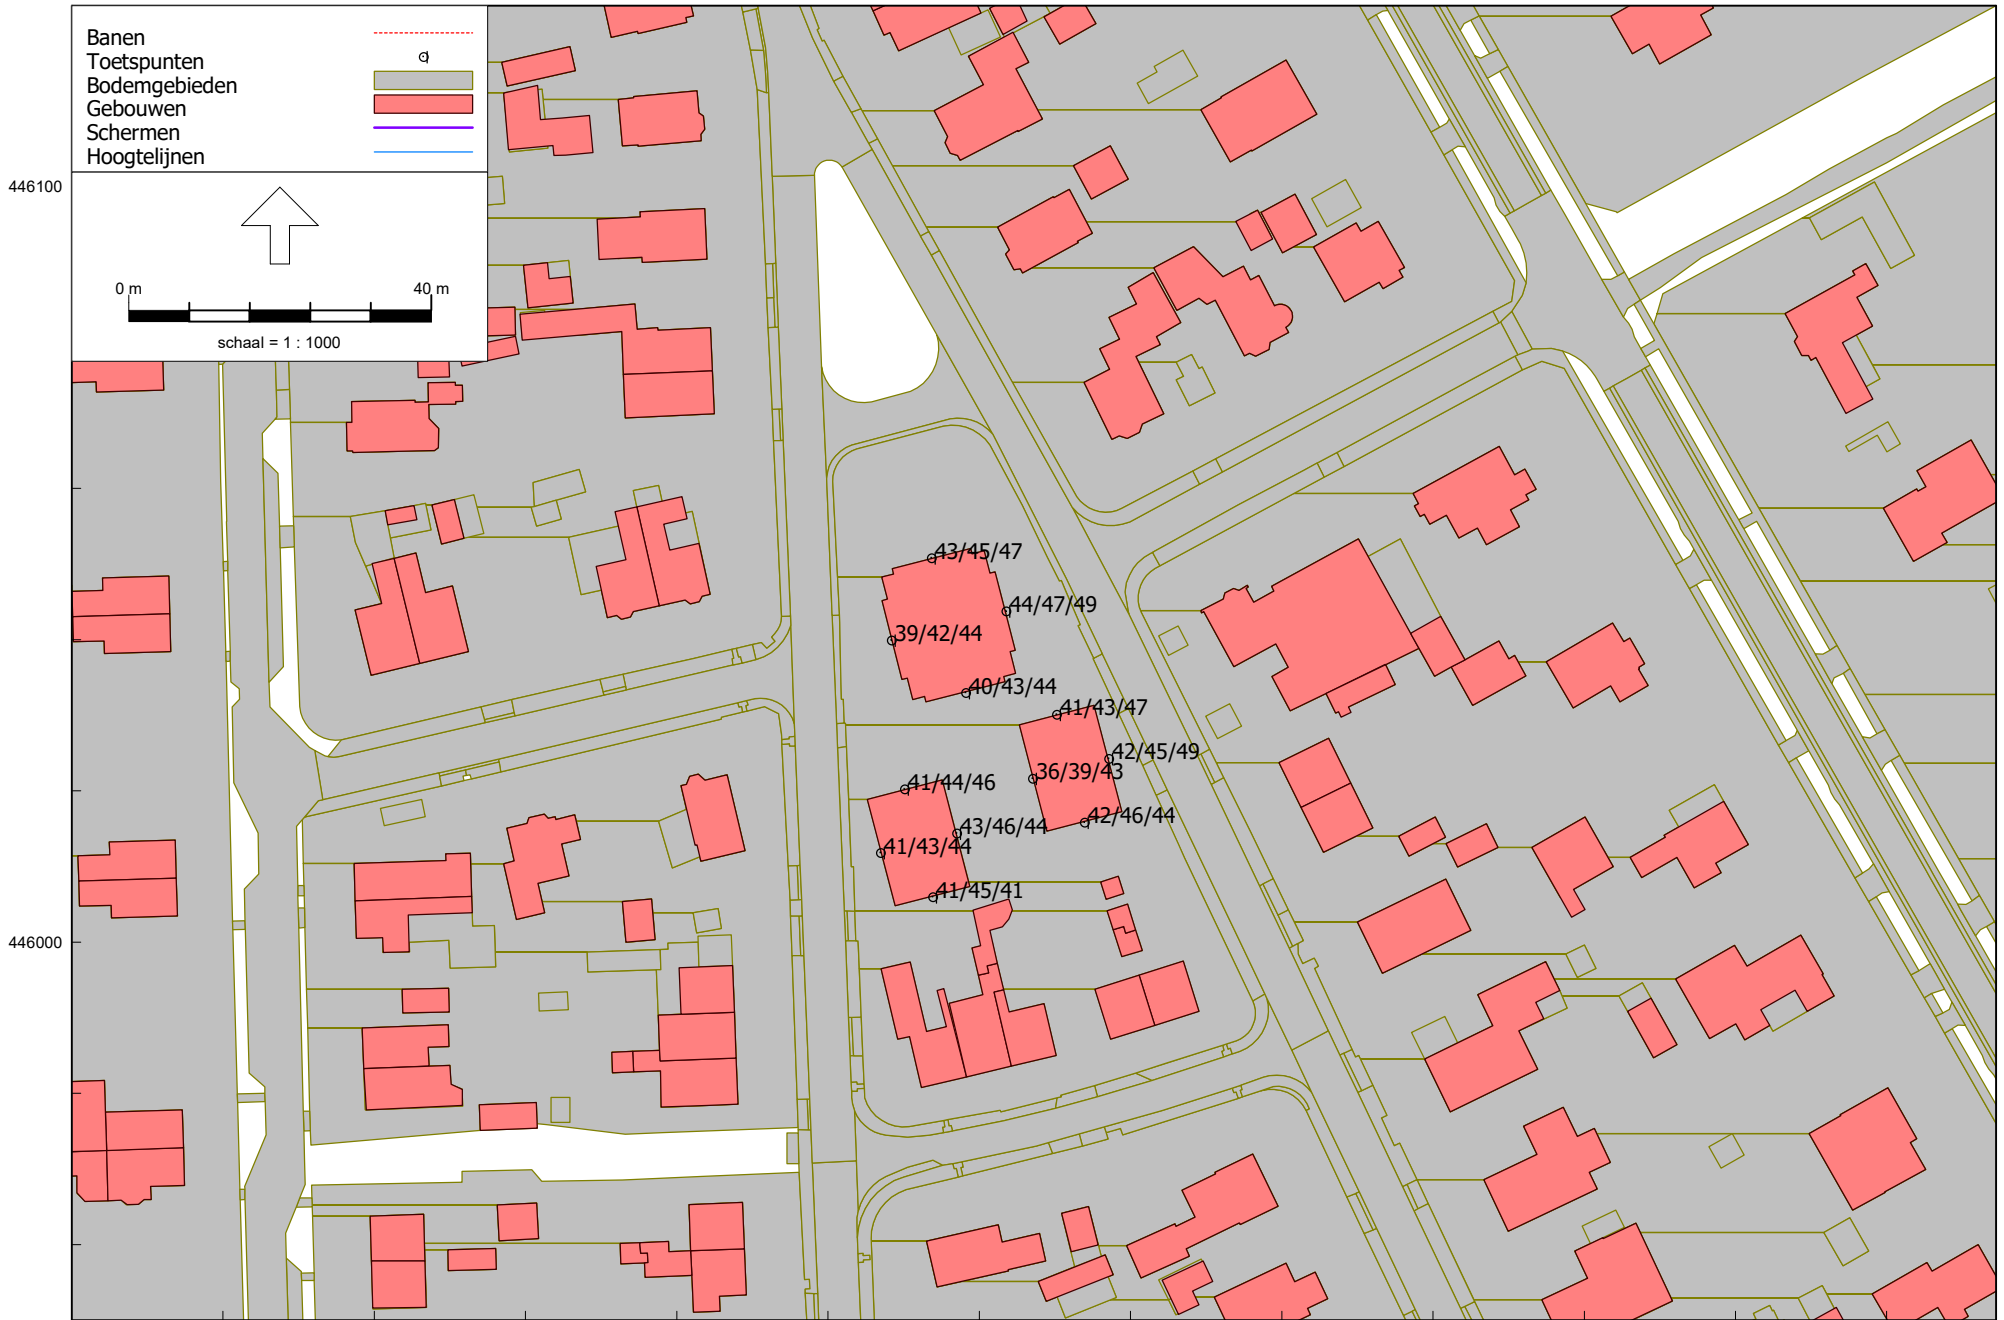 Banen
Toetspunten
Bodemgebieden
Gebouwen
Schermen
Hoogtelijnen
446100
0 m 40 m
schaal = 1 : 1000
43/45/47
44/47/49
39/42/44
40/43/44
41/43/47
42/45/49
36/39/43
41/44/46
42/46/44
43/46/44
41/43/44
41/45/41
446000